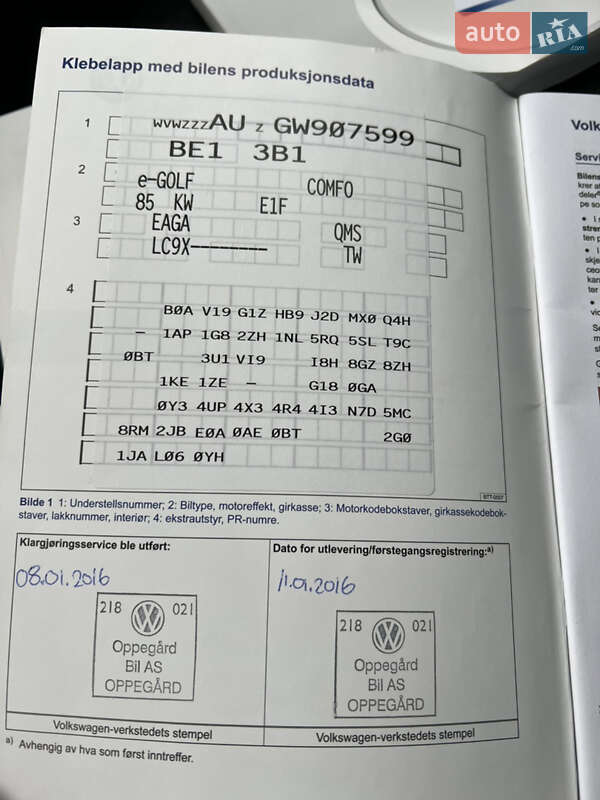 auto RIA .com
Klebelapp med bilens produksjonsdata
1 WVWZZZAU Z GW907599
BE1 3B1
2 e-GOLF COMFO
85 KW E1F
3 EAGA QMS
LC9X--------- TW
4
B0A V19 G1Z HB9 J2D MX0 Q4H
— 1AP 1G8 2ZH 1NL 5RQ 5SL T9C
0BT 3U1 VI9 I8H 8GZ 8ZH
1KE 1ZE — G18 0GA
0Y3 4UP 4X3 4R4 4I3 N7D 5MC
8RM 2JB E0A 0AE 0BT 2G0
1JA L06 0YH
Bilde 1 1: Understellsnummer; 2: Biltype, motoreffekt, girkasse; 3: Motorkodebokstaver, girkassekodebok-
staver, lakknummer, interiør; 4: ekstrautstyr, PR-numre.
Klargjøringsservice ble utført:
08.01.2016
218 021
Oppegård
Bil AS
OPPEGÅRD
Volkswagen-verkstedets stempel
Dato for utlevering/førstegangsregistrering:a)
11.01.2016
218 021
Oppegård
Bil AS
OPPEGÅRD
Volkswagen-verkstedets stempel
a) Avhengig av hva som først inntreffer.
Volk
Servi
Bilens